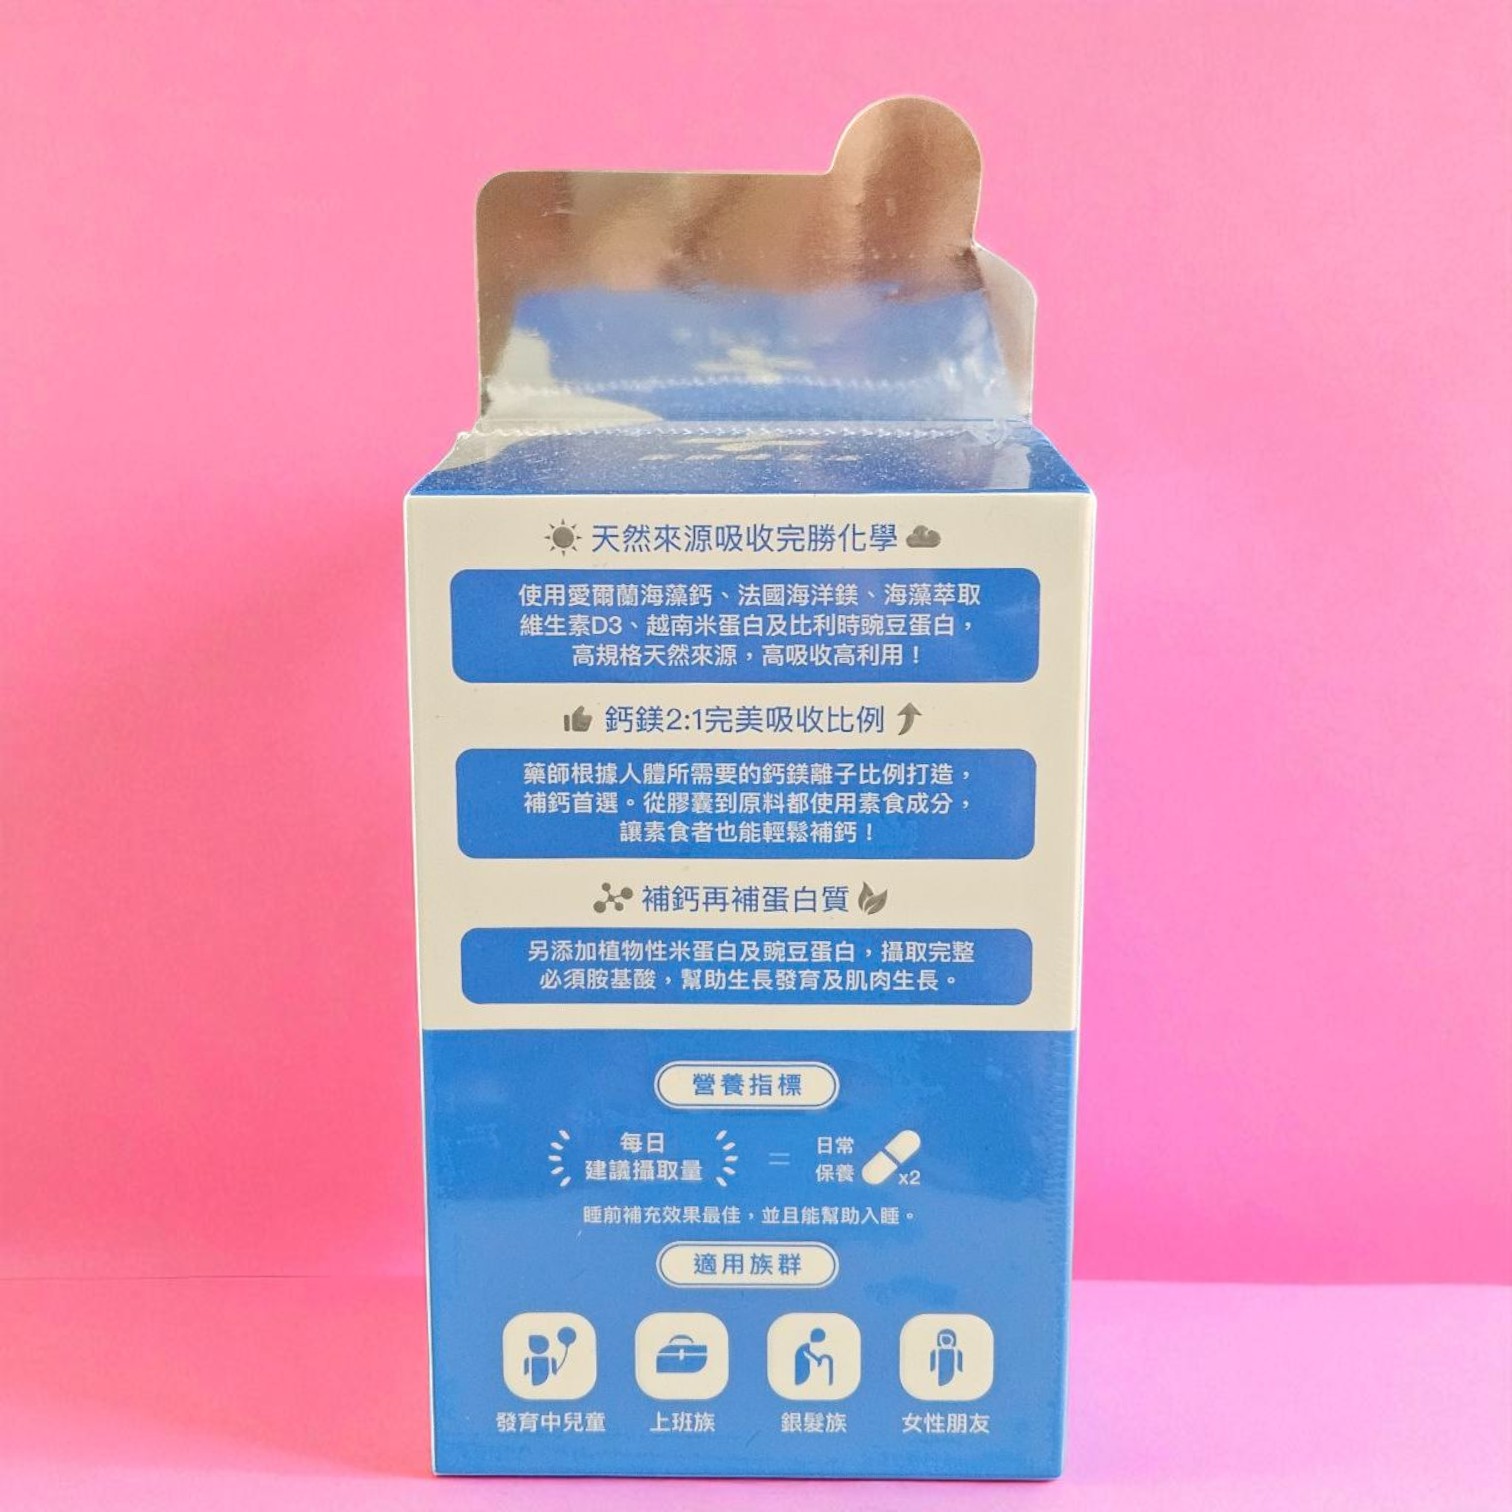 天然來源吸收完勝化學
使用愛爾蘭海藻鈣、法國海洋鎂、海藻萃取
維生素D3、越南米蛋白及比利時豌豆蛋白,
高規格天然來源,高吸收高利用!
鈣鎂2:1完美吸收比例
藥師根據人體所需要的鈣鎂離子比例打造,
補鈣首選。從膠囊到原料都使用素食成分,
讓素食者也能輕鬆補鈣!
補鈣再補蛋白質
另添加植物性米蛋白及豌豆蛋白,攝取完整
必須胺基酸,幫助生長發育及肌肉生長。
營養指標
每日
建議攝取量
=
日常
保養
x2
睡前補充效果最佳,並且能幫助入睡。
適用族群
發育中兒童
上班族
銀髮族
女性朋友